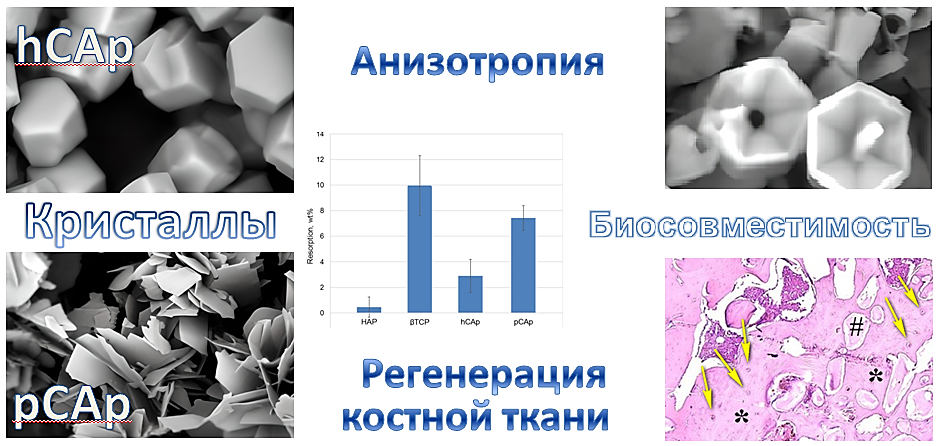 hCAp
Анизотропия
Кристаллы
14
12
10
8
6
4
2
0
Resorption, wt%
HAP βTCP hCAp pCAp
Биосовместимость
pCAp
Регенерация
костной ткани
#
*
*